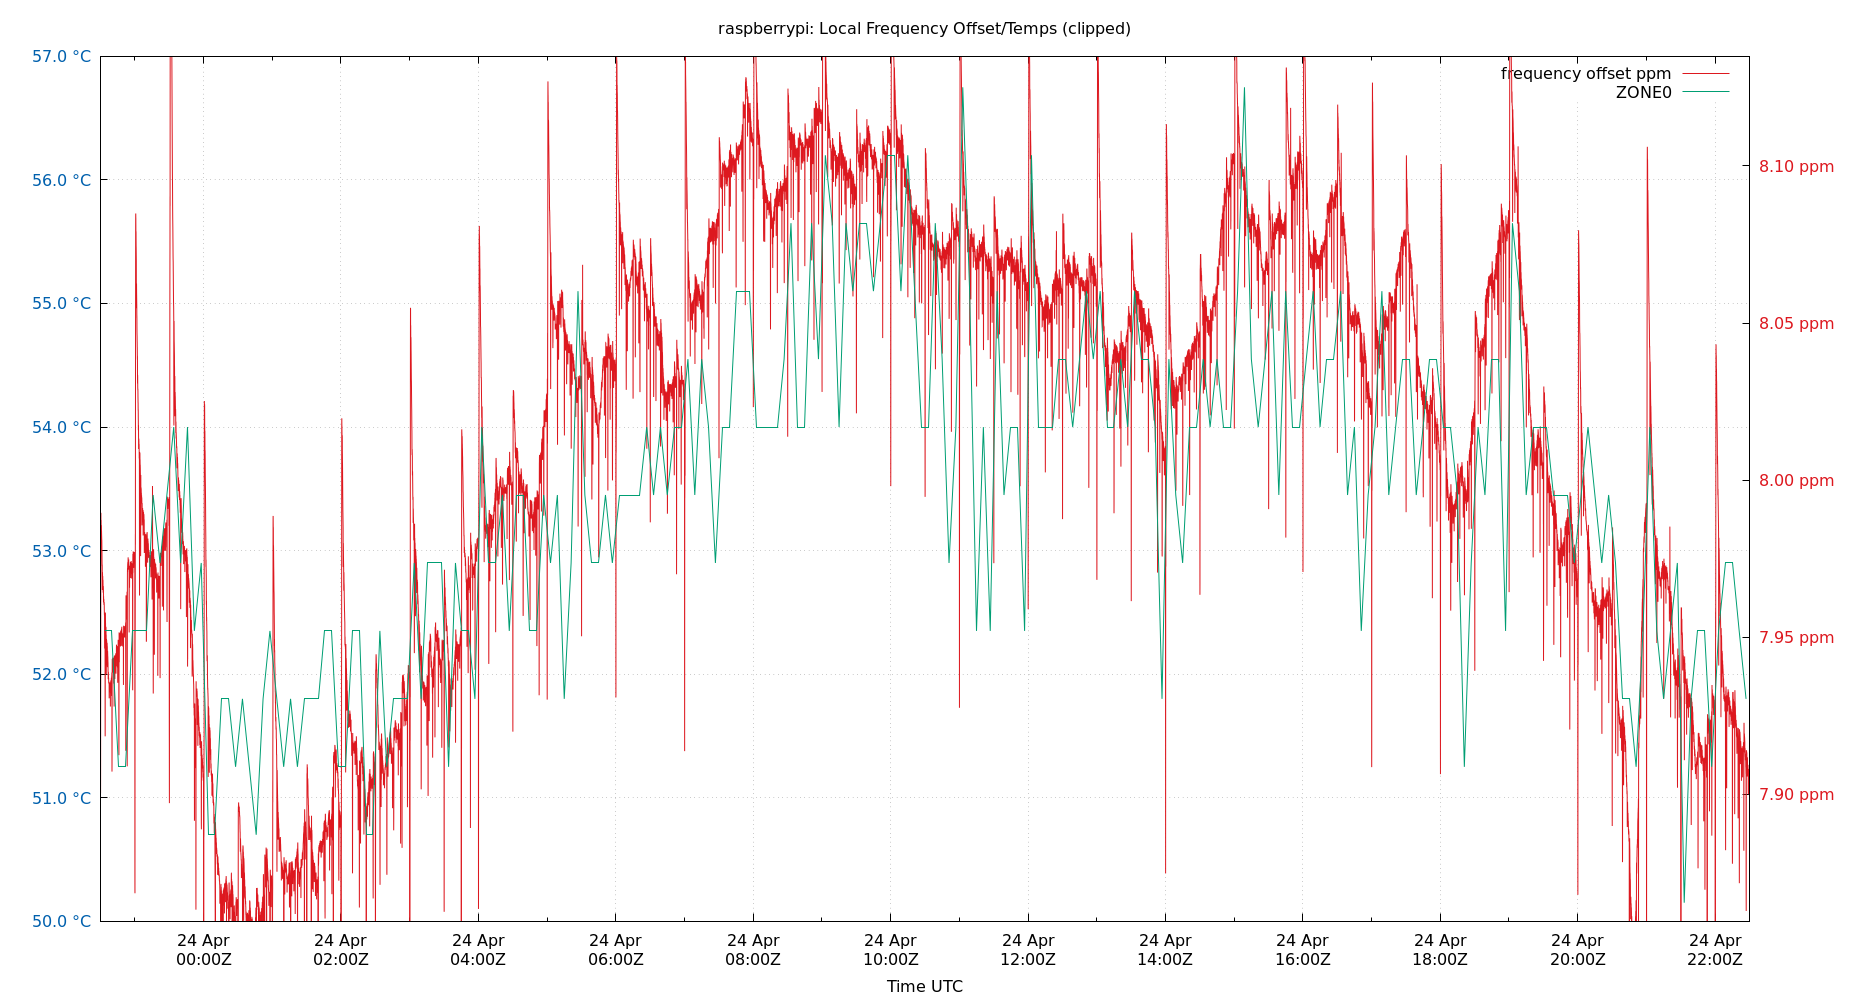 raspberrypi: Local Frequency Offset/Temps (clipped)
57.0 °C
56.0 °C
55.0 °C
54.0 °C
53.0 °C
52.0 °C
51.0 °C
50.0 °C
frequency offset ppm
ZONE0
8.10 ppm
8.05 ppm
8.00 ppm
7.95 ppm
7.90 ppm
24 Apr
00:00Z
24 Apr
02:00Z
24 Apr
04:00Z
24 Apr
06:00Z
24 Apr
08:00Z
24 Apr
10:00Z
24 Apr
12:00Z
24 Apr
14:00Z
24 Apr
16:00Z
24 Apr
18:00Z
24 Apr
20:00Z
24 Apr
22:00Z
Time UTC